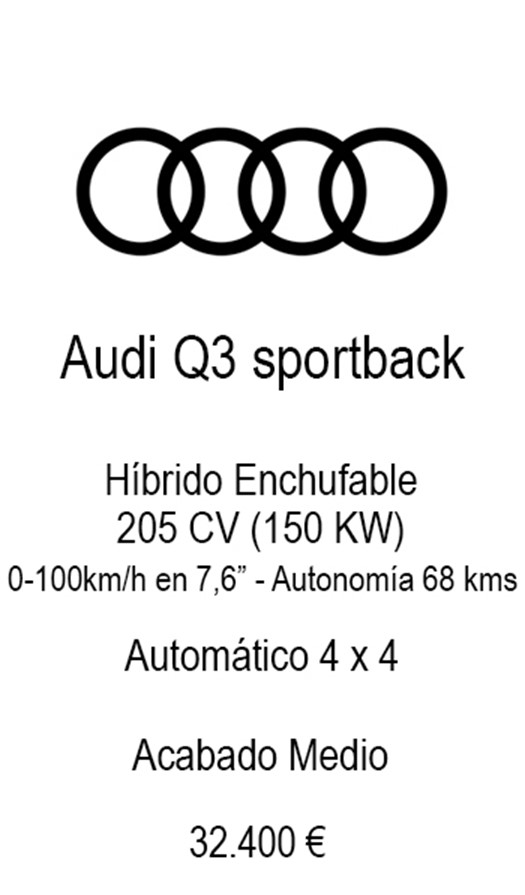 Audi Q3 sportback
Híbrido Enchufable
205 CV (150 KW)
0-100km/h en 7,6” - Autonomía 68 kms
Automático 4 x 4
Acabado Medio
32.400 €